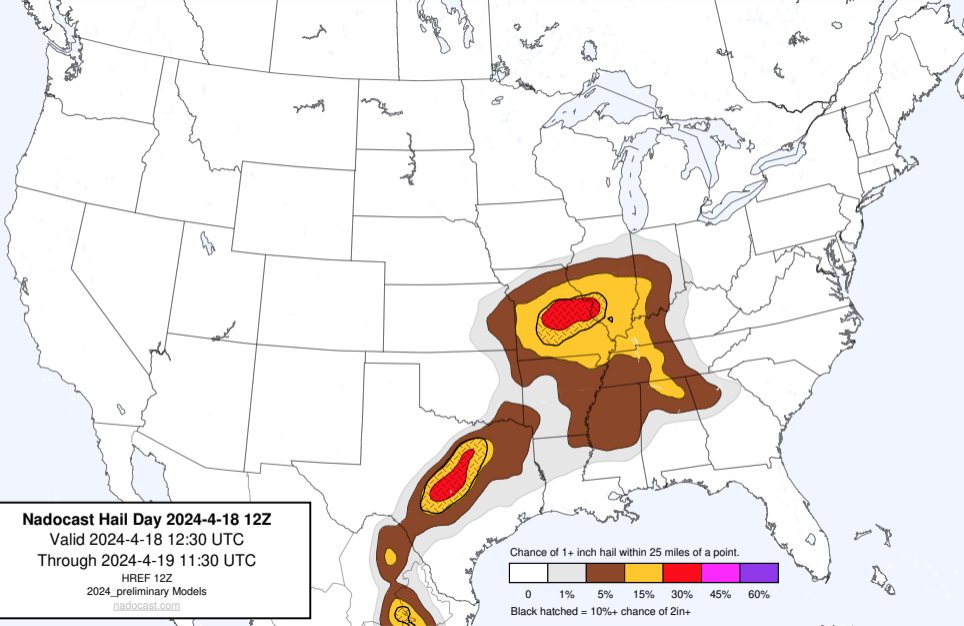 Nadocast Hail Day 2024-4-18 12Z
Valid 2024-4-18 12:30 UTC
Through 2024-4-19 11:30 UTC
HREF 12Z
2024_preliminary Models
nadocast.com
Chance of 1+ inch hail within 25 miles of a point.
0 1% 5% 15% 30% 45% 60%
Black hatched = 10%+ chance of 2in+